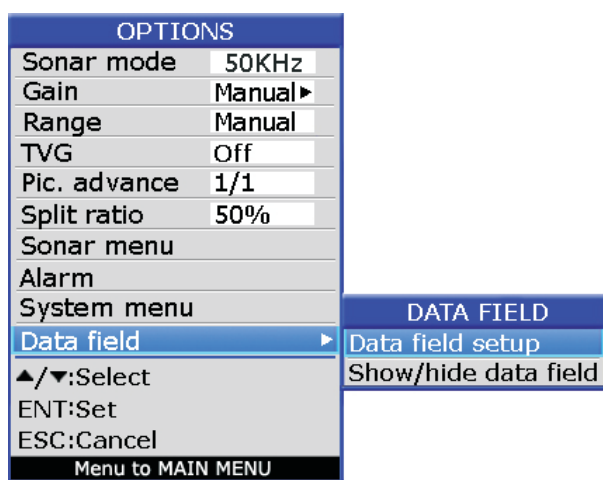 OPTIONS
Sonar mode 50KHz
Gain Manual▶
Range Manual
TVG Off
Pic. advance 1/1
Split ratio 50%
Sonar menu
Alarm
System menu
Data field ▶
▲/▼:Select
ENT:Set
ESC:Cancel
Menu to MAIN MENU
DATA FIELD
Data field setup
Show/hide data field